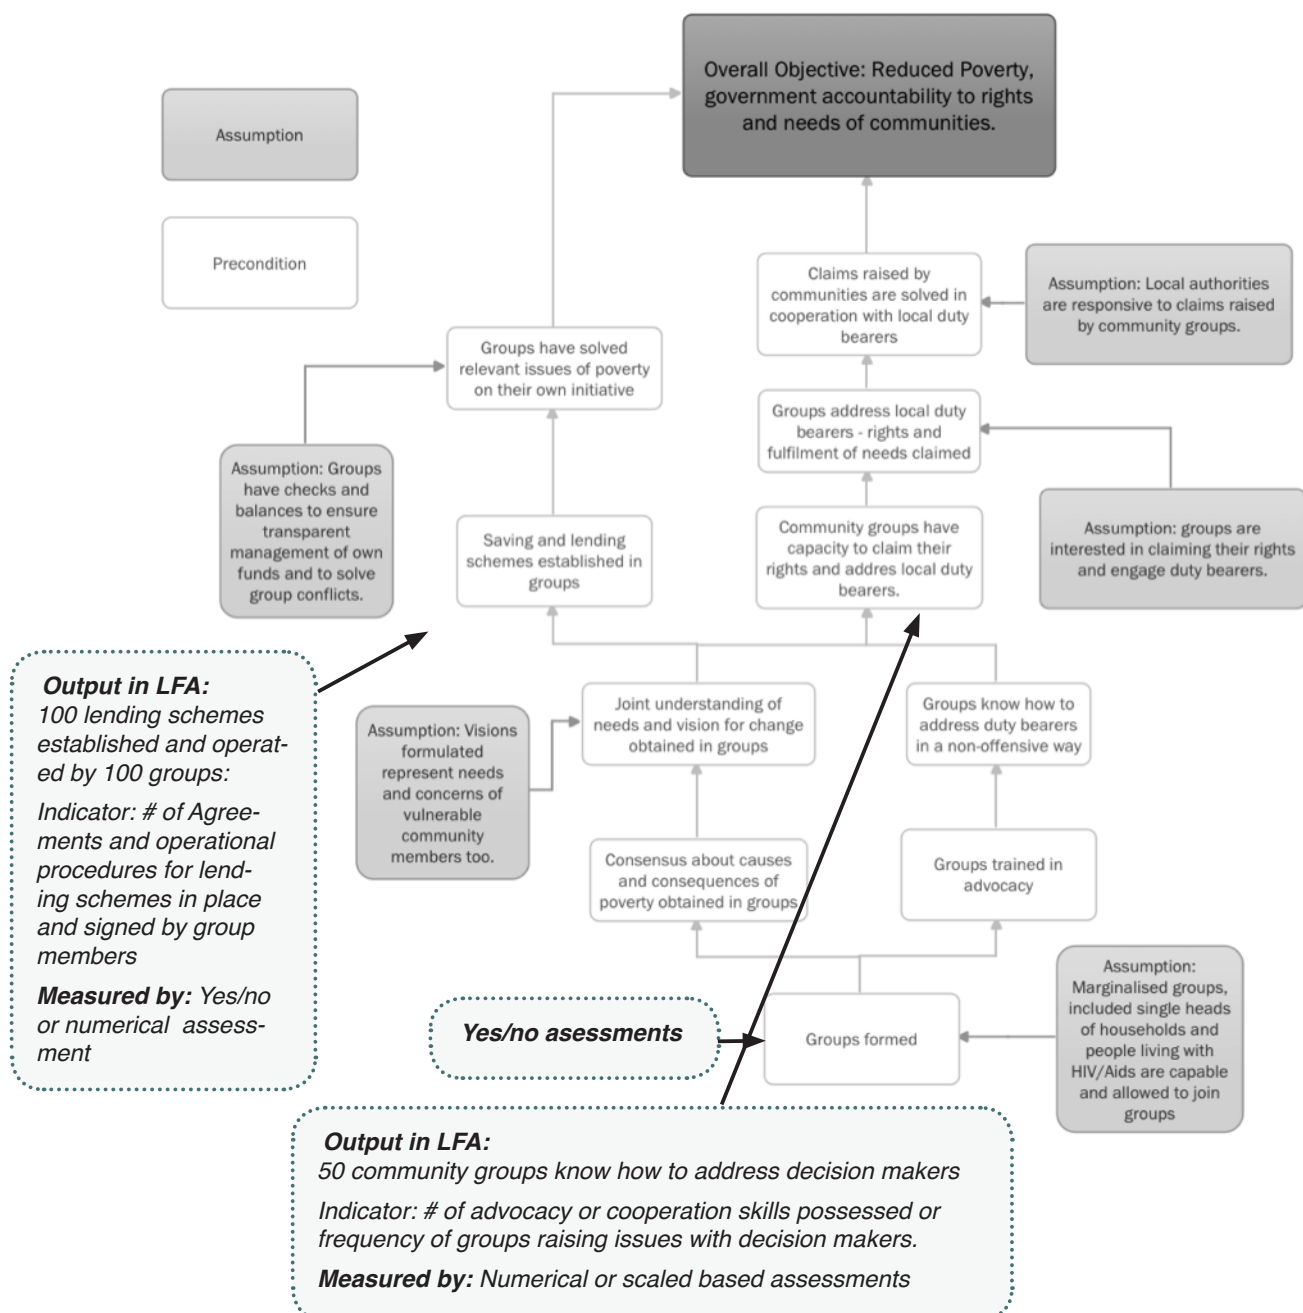 Overall Objective: Reduced Poverty,
government accountability to rights
and needs of communities.
Assumption
Precondition
Claims raised by
communities are solved in
cooperation with local duty
bearers
Assumption: Local authorities
are responsive to claims raised
by community groups.
Groups have solved
relevant issues of poverty
on their own initiative
Groups address local duty
bearers - rights and
fulfilment of needs claimed
Assumption: Groups
have checks and
balances to ensure
transparent
management of own
funds and to solve
group conflicts.
Saving and lending
schemes established in
groups
Community groups have
capacity to claim their
rights and addres local duty
bearers.
Assumption: groups are
interested in claiming their rights
and engage duty bearers.
Output in LFA:
100 lending schemes
established and operat-
ed by 100 groups:
Indicator: # of Agree-
ments and operational
procedures for lend-
ing schemes in place
and signed by group
members
Measured by: Yes/no
or numerical assess-
ment
Assumption: Visions
formulated
represent needs
and concerns of
vulnerable
community
members too.
Joint understanding of
needs and vision for change
obtained in groups
Groups know how to
address duty bearers
in a non-offensive way
Consensus about causes
and consequences of
poverty obtained in groups
Groups trained in
advocacy
Yes/no asessments
Groups formed
Assumption:
Marginalised groups,
included single heads
of households and
people living with
HIV/Aids are capable
and allowed to join
groups
Output in LFA:
50 community groups know how to address decision makers
Indicator: # of advocacy or cooperation skills possessed or
frequency of groups raising issues with decision makers.
Measured by: Numerical or scaled based assessments